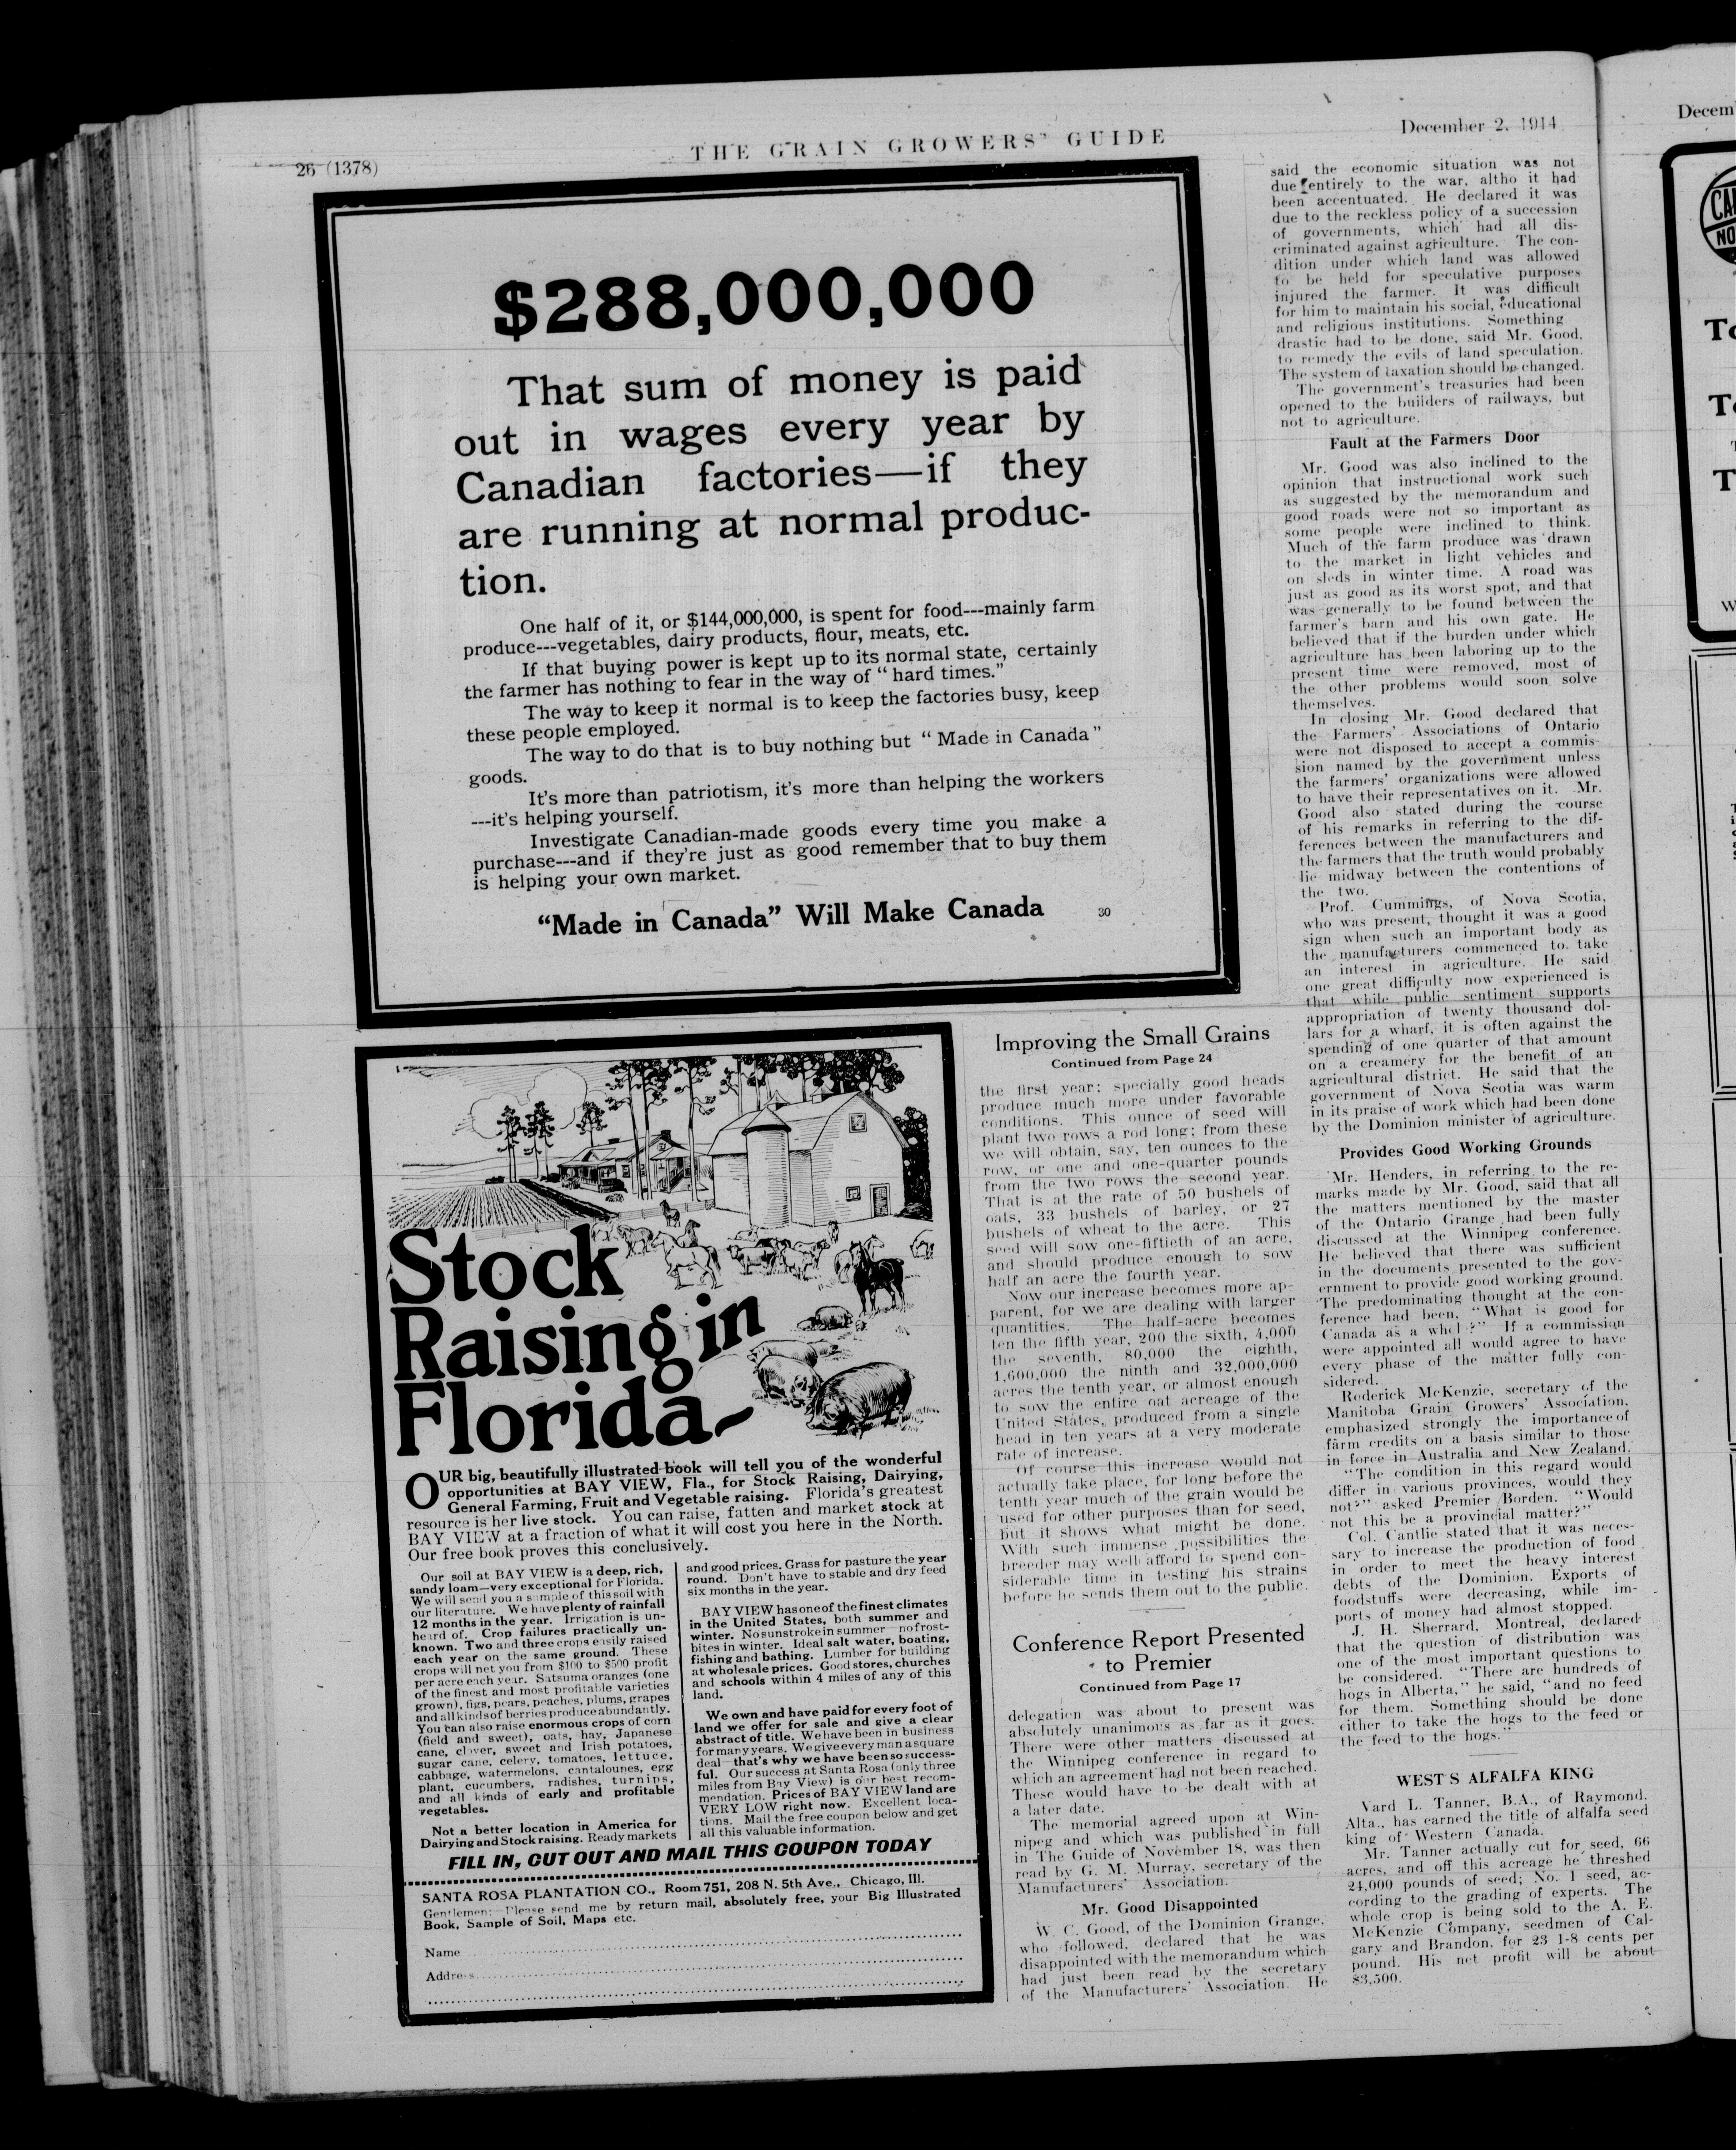 26 (1378)
THE GRAIN GROWERS' GUIDE
December 2, 1914
$288,000,000
That sum of money is paid
out in wages every year by
Canadian factories—if they
are running at normal produc-
tion.
One half of it, or $144,000,000, is spent for food---mainly farm
produce---vegetables, dairy products, flour, meats, etc.
If that buying power is kept up to its normal state, certainly
the farmer has nothing to fear in the way of "hard times."
The way to keep it normal is to keep the factories busy, keep
these people employed.
The way to do that is to buy nothing but "Made in Canada"
goods.
It's more than patriotism, it's more than helping the workers
---it's helping yourself.
Investigate Canadian-made goods every time you make a
purchase---and if they're just as good remember that to buy them
is helping your own market.
"Made in Canada" Will Make Canada
30
Stock
Raising in
Florida
OUR big, beautifully illustrated book will tell you of the wonderful
opportunities at BAY VIEW, Fla., for Stock Raising, Dairying,
General Farming, Fruit and Vegetable raising. Florida's greatest
resource is her live stock. You can raise, fatten and market stock at
BAY VIEW at a fraction of what it will cost you here in the North.
Our free book proves this conclusively.
Our soil at BAY VIEW is a deep, rich,
sandy loam—very exceptional for Florida.
We will send you a sample of this soil with
our literature. We have plenty of rainfall
12 months in the year. Irrigation is un-
heard of. Crop failures practically un-
known. Two and three crops easily raised
each year on the same ground. These
crops will net you from $100 to $500 profit
per acre each year. Satsuma oranges (one
of the finest and most profitable varieties
grown), figs, pears, peaches, plums, grapes
and all kinds of berries produce abundantly.
You can also raise enormous crops of corn
(field and sweet), oats, hay, Japanese
cane, clover, sweet and Irish potatoes,
sugar cane, celery, tomatoes, lettuce,
cabbage, watermelons, cantaloupes, egg
plant, cucumbers, radishes, turnips,
and all kinds of early and profitable
vegetables.
Not a better location in America for
Dairying and Stock raising. Ready markets
and good prices. Grass for pasture the year
round. Don't have to stable and dry feed
six months in the year.
BAY VIEW has one of the finest climates
in the United States, both summer and
winter. No sunstroke in summer—no frost-
bites in winter. Ideal salt water, boating,
fishing and bathing. Lumber for building
at wholesale prices. Good stores, churches
and schools within 4 miles of any of this
land.
We own and have paid for every foot of
land we offer for sale and give a clear
abstract of title. We have been in business
for many years. We give every man a square
deal—that's why we have been so success-
ful. Our success at Santa Rosa (only three
miles from Bay View) is our best recom-
mendation. Prices of BAY VIEW land are
VERY LOW right now. Excellent loca-
tions. Mail the free coupon below and get
all this valuable information.
FILL IN, CUT OUT AND MAIL THIS COUPON TODAY
SANTA ROSA PLANTATION CO., Room 751, 208 N. 5th Ave., Chicago, Ill.
Gentlemen:—Please send me by return mail, absolutely free, your Big Illustrated
Book, Sample of Soil, Maps etc.
Name
Address
Improving the Small Grains
Continued from Page 24
the first year; specially good heads
produce much more under favorable
conditions. This ounce of seed will
plant two rows a rod long; from these
we will obtain, say, ten ounces to the
row, or one and one-quarter pounds
from the two rows the second year.
That is at the rate of 50 bushels of
oats, 33 bushels of barley, or 27
bushels of wheat to the acre. This
seed will sow one-fiftieth of an acre,
and should produce enough to sow
half an acre the fourth year.
Now our increase becomes more ap-
parent, for we are dealing with larger
quantities. The half-acre becomes
ten the fifth year, 200 the sixth, 4,000
the seventh, 80,000 the eighth,
1,600,000 the ninth and 32,000,000
acres the tenth year, or almost enough
to sow the entire oat acreage of the
United States, produced from a single
head in ten years at a very moderate
rate of increase.
Of course this increase would not
actually take place, for long before the
tenth year much of the grain would be
used for other purposes than for seed,
but it shows what might be done.
With such immense possibilities the
breeder may well afford to spend con-
siderable time in testing his strains
before he sends them out to the public.
Conference Report Presented
to Premier
Continued from Page 17
delegation was about to present was
absolutely unanimous as far as it goes.
There were other matters discussed at
the Winnipeg conference in regard to
which an agreement had not been reached.
These would have to be dealt with at
a later date.
The memorial agreed upon at Win-
nipeg and which was published in full
in The Guide of November 18, was then
read by G. M. Murray, secretary of the
Manufacturers' Association.
Mr. Good Disappointed
W. C. Good, of the Dominion Grange,
who followed, declared that he was
disappointed with the memorandum which
had just been read by the secretary
of the Manufacturers' Association. He
said the economic situation was not
due entirely to the war, altho it had
been accentuated. He declared it was
due to the reckless policy of a succession
of governments, which had all dis-
criminated against agriculture. The con-
dition under which land was allowed
to be held for speculative purposes
injured the farmer. It was difficult
for him to maintain his social, educational
and religious institutions. Something
drastic had to be done, said Mr. Good,
to remedy the evils of land speculation.
The system of taxation should be changed.
The government's treasuries had been
opened to the builders of railways, but
not to agriculture.
Fault at the Farmers Door
Mr. Good was also inclined to the
opinion that instructional work such
as suggested by the memorandum and
good roads were not so important as
some people were inclined to think.
Much of the farm produce was drawn
to the market in light vehicles and
on sleds in winter time. A road was
just as good as its worst spot, and that
was generally to be found between the
farmer's barn and his own gate. He
believed that if the burden under which
agriculture has been laboring up to the
present time were removed, most of
the other problems would soon solve
themselves.
In closing Mr. Good declared that
the Farmers' Associations of Ontario
were not disposed to accept a commis-
sion named by the government unless
the farmers' organizations were allowed
to have their representatives on it. Mr.
Good also stated during the course
of his remarks in referring to the dif-
ferences between the manufacturers and
the farmers that the truth would probably
lie midway between the contentions of
the two.
Prof. Cummings, of Nova Scotia,
who was present, thought it was a good
sign when such an important body as
the manufacturers commenced to take
an interest in agriculture. He said
one great difficulty now experienced is
that while public sentiment supports
appropriation of twenty thousand dol-
lars for a wharf, it is often against the
spending of one quarter of that amount
on a creamery for the benefit of an
agricultural district. He said that the
government of Nova Scotia was warm
in its praise of work which had been done
by the Dominion minister of agriculture.
Provides Good Working Grounds
Mr. Henders, in referring to the re-
marks made by Mr. Good, said that all
the matters mentioned by the master
of the Ontario Grange had been fully
discussed at the Winnipeg conference.
He believed that there was sufficient
in the documents presented to the gov-
ernment to provide good working ground.
The predominating thought at the con-
ference had been, "What is good for
Canada as a whole?" If a commission
were appointed all would agree to have
every phase of the matter fully con-
sidered.
Roderick McKenzie, secretary of the
Manitoba Grain Growers' Association,
emphasized strongly the importance of
farm credits on a basis similar to those
in force in Australia and New Zealand.
"The condition in this regard would
differ in various provinces, would they
not?" asked Premier Borden. "Would
not this be a provincial matter?"
Col. Cantlie stated that it was neces-
sary to increase the production of food
in order to meet the heavy interest
debts of the Dominion. Exports of
foodstuffs were decreasing, while im-
ports of money had almost stopped.
J. H. Sherrard, Montreal, declared
that the question of distribution was
one of the most important questions to
be considered. "There are hundreds of
hogs in Alberta," he said, "and no feed
for them. Something should be done
either to take the hogs to the feed or
the feed to the hogs."
WEST'S ALFALFA KING
Vard L. Tanner, B.A., of Raymond,
Alta., has earned the title of alfalfa seed
king of Western Canada.
Mr. Tanner actually cut for seed, 66
acres, and off this acreage he threshed
24,000 pounds of seed; No. 1 seed, ac-
cording to the grading of experts. The
whole crop is being sold to the A. E.
McKenzie Company, seedmen of Cal-
gary and Brandon, for 23 1-8 cents per
pound. His net profit will be about
$3,500.
Decem